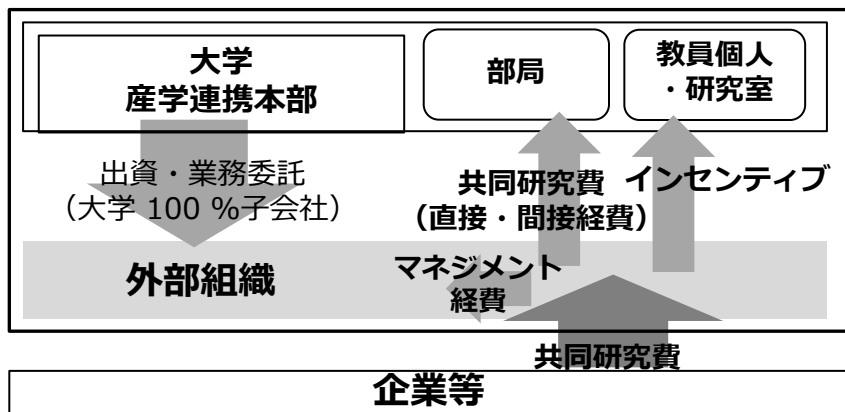 大学
産学連携本部
部局
教員個人
・研究室
出資・業務委託
（大学 100 %子会社）
共同研究費
（直接・間接経費）
インセンティブ
外部組織
マネジメント
経費
共同研究費
企業等